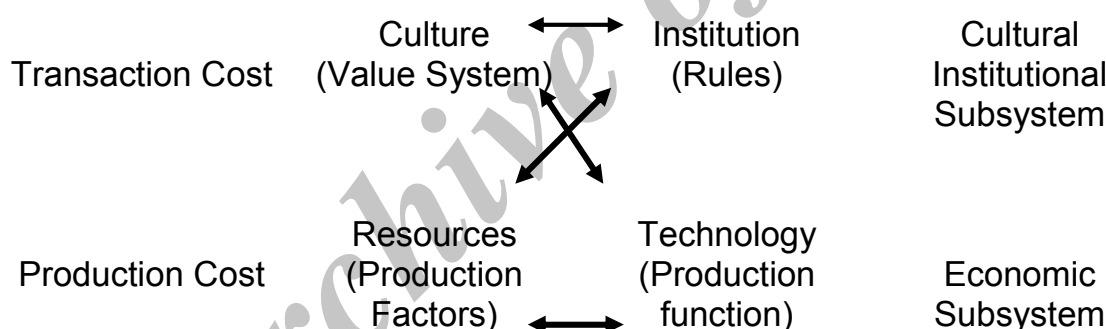 Culture Institution Cultural
Transaction Cost (Value System) (Rules) Institutional
Subsystem
Resources Technology
Production Cost (Production (Production Economic
Factors) function) Subsystem